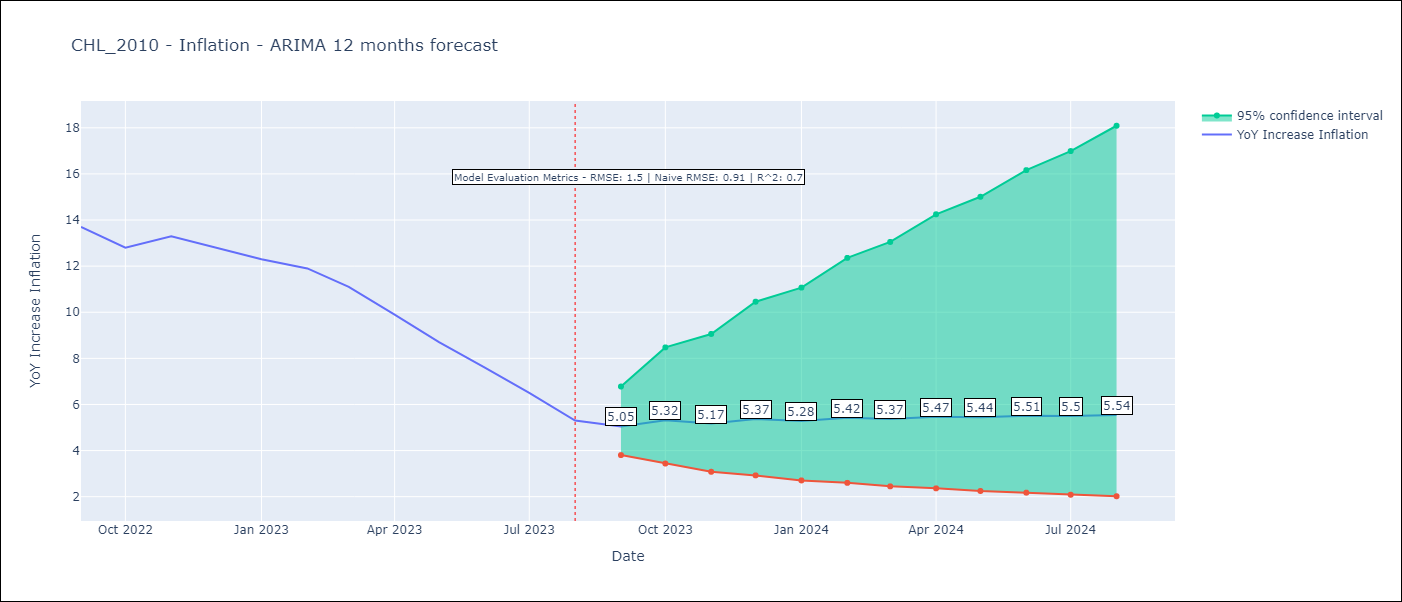 CHL_2010 - Inflation - ARIMA 12 months forecast
95% confidence interval
YoY Increase Inflation
Model Evaluation Metrics - RMSE: 1.5 | Naive RMSE: 0.91 | R^2: 0.7
YoY Increase Inflation
18
16
14
12
10
8
6
4
2
5.05
5.32
5.17
5.37
5.28
5.42
5.37
5.47
5.44
5.51
5.5
5.54
Oct 2022
Jan 2023
Apr 2023
Jul 2023
Oct 2023
Jan 2024
Apr 2024
Jul 2024
Date